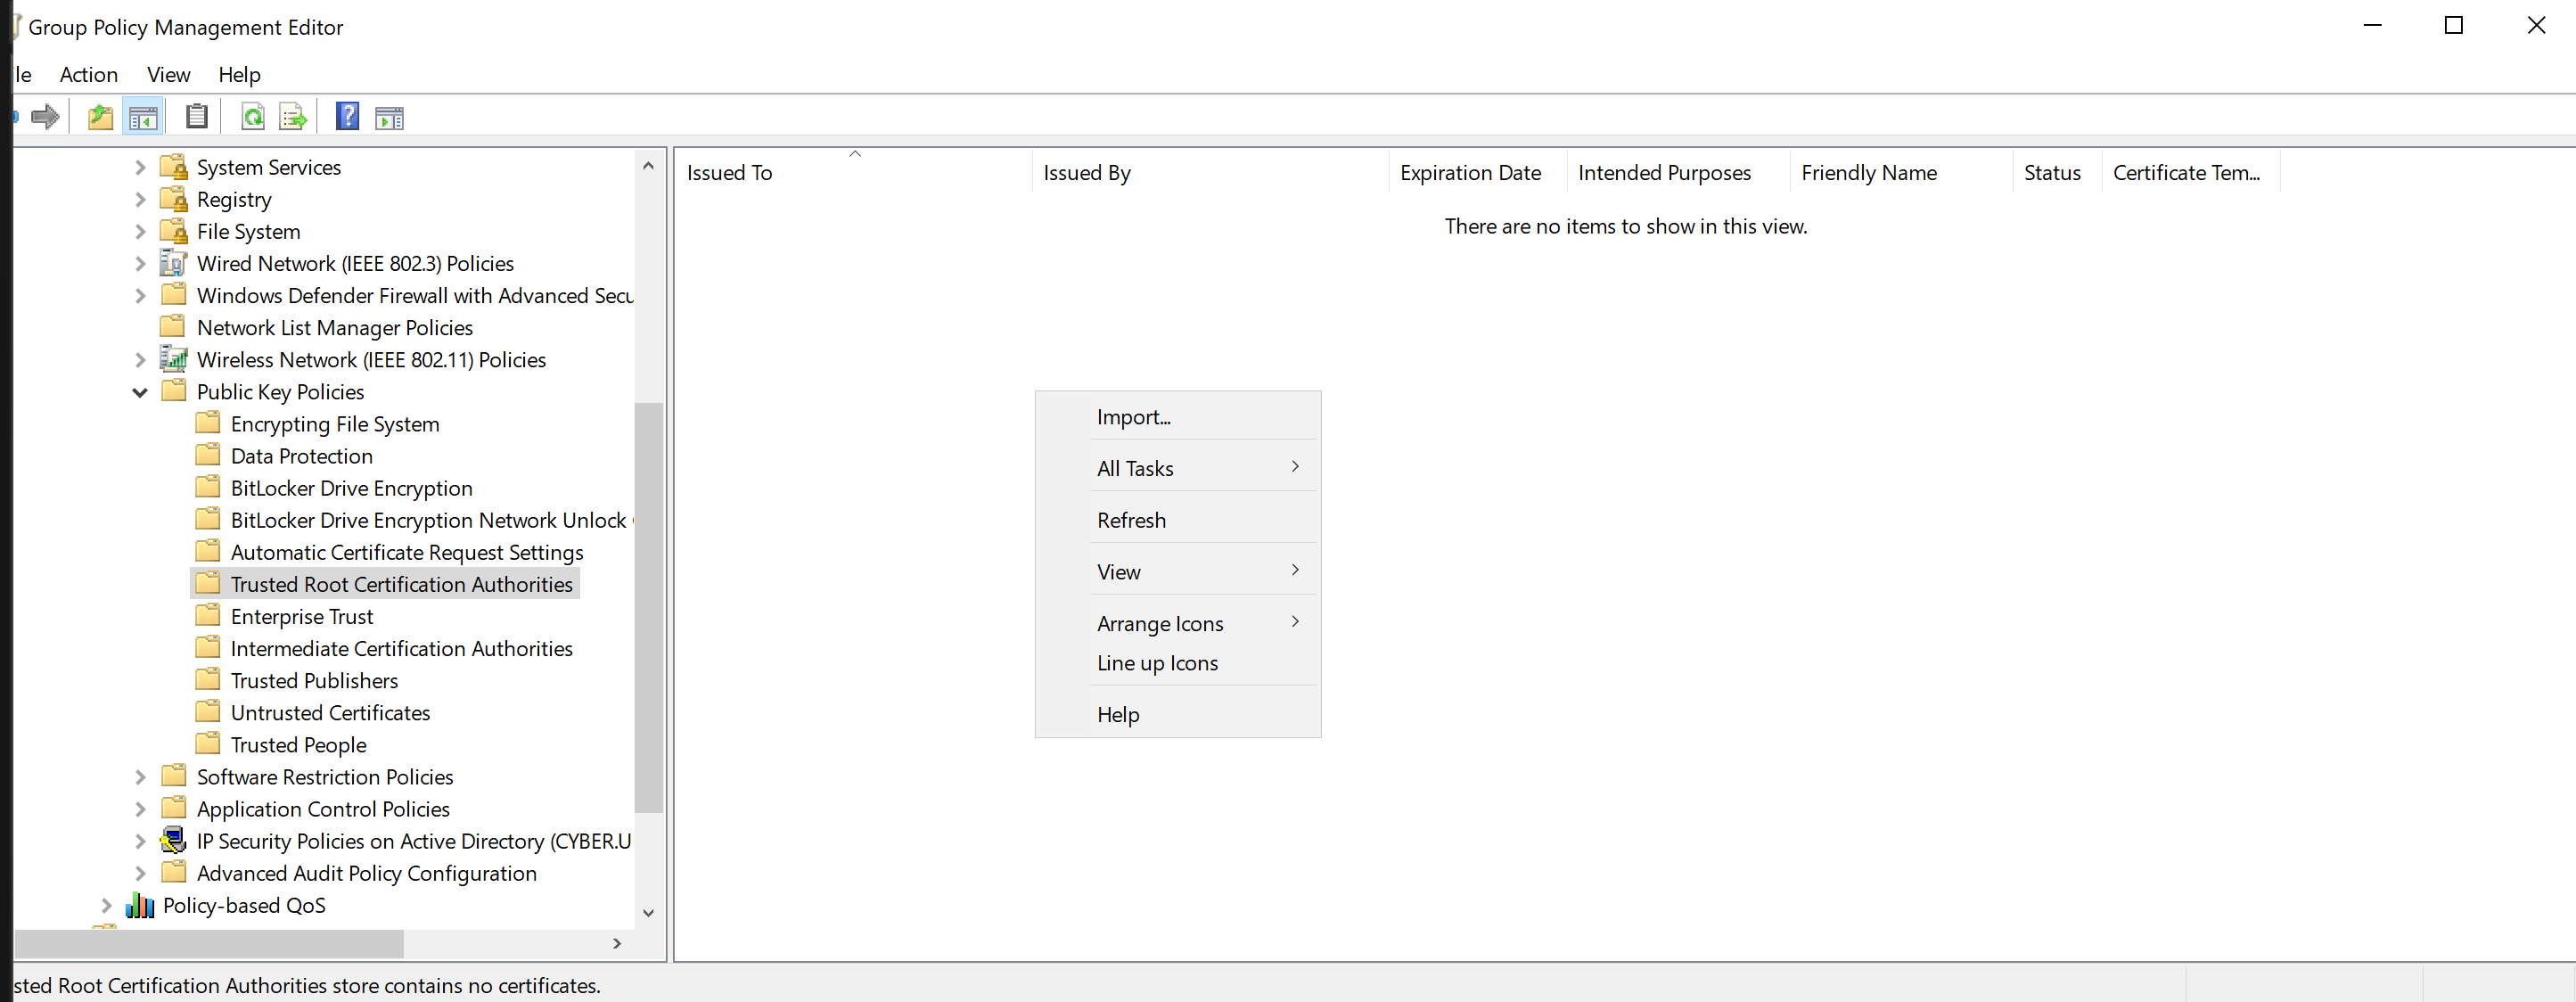 Group Policy Management Editor
le Action View Help
System Services
Registry
File System
Wired Network (IEEE 802.3) Policies
Windows Defender Firewall with Advanced Secu
Network List Manager Policies
Wireless Network (IEEE 802.11) Policies
Public Key Policies
Encrypting File System
Data Protection
BitLocker Drive Encryption
BitLocker Drive Encryption Network Unlock
Automatic Certificate Request Settings
Trusted Root Certification Authorities
Enterprise Trust
Intermediate Certification Authorities
Trusted Publishers
Untrusted Certificates
Trusted People
Software Restriction Policies
Application Control Policies
IP Security Policies on Active Directory (CYBER.U
Advanced Audit Policy Configuration
Policy-based QoS
Issued To Issued By Expiration Date Intended Purposes Friendly Name Status Certificate Tem...
There are no items to show in this view.
Import...
All Tasks
Refresh
View
Arrange Icons
Line up Icons
Help
sted Root Certification Authorities store contains no certificates.